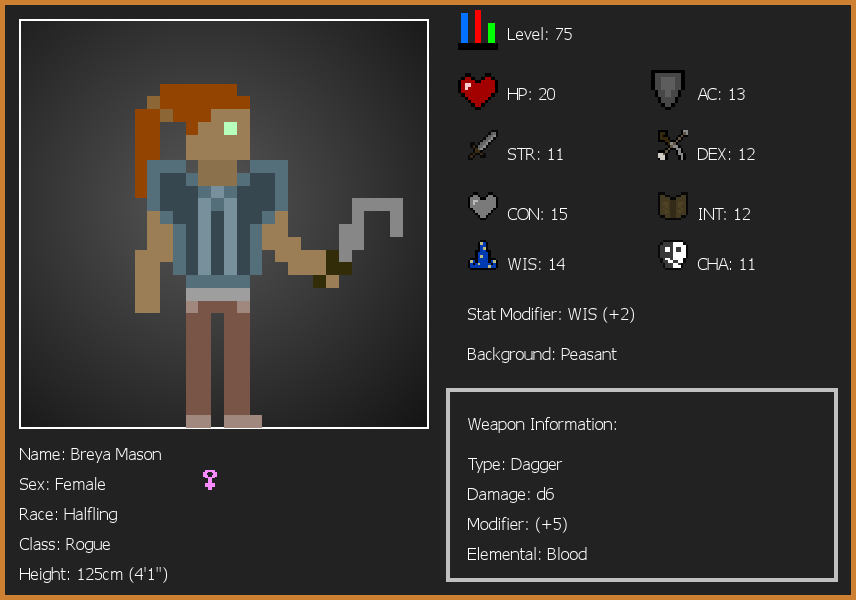 Level: 75
HP: 20
AC: 13
STR: 11
DEX: 12
CON: 15
INT: 12
WIS: 14
CHA: 11
Stat Modifier: WIS (+2)
Background: Peasant
Weapon Information:
Type: Dagger
Damage: d6
Modifier: (+5)
Elemental: Blood
Name: Breya Mason
Sex: Female
Race: Halfling
Class: Rogue
Height: 125cm (4'1")